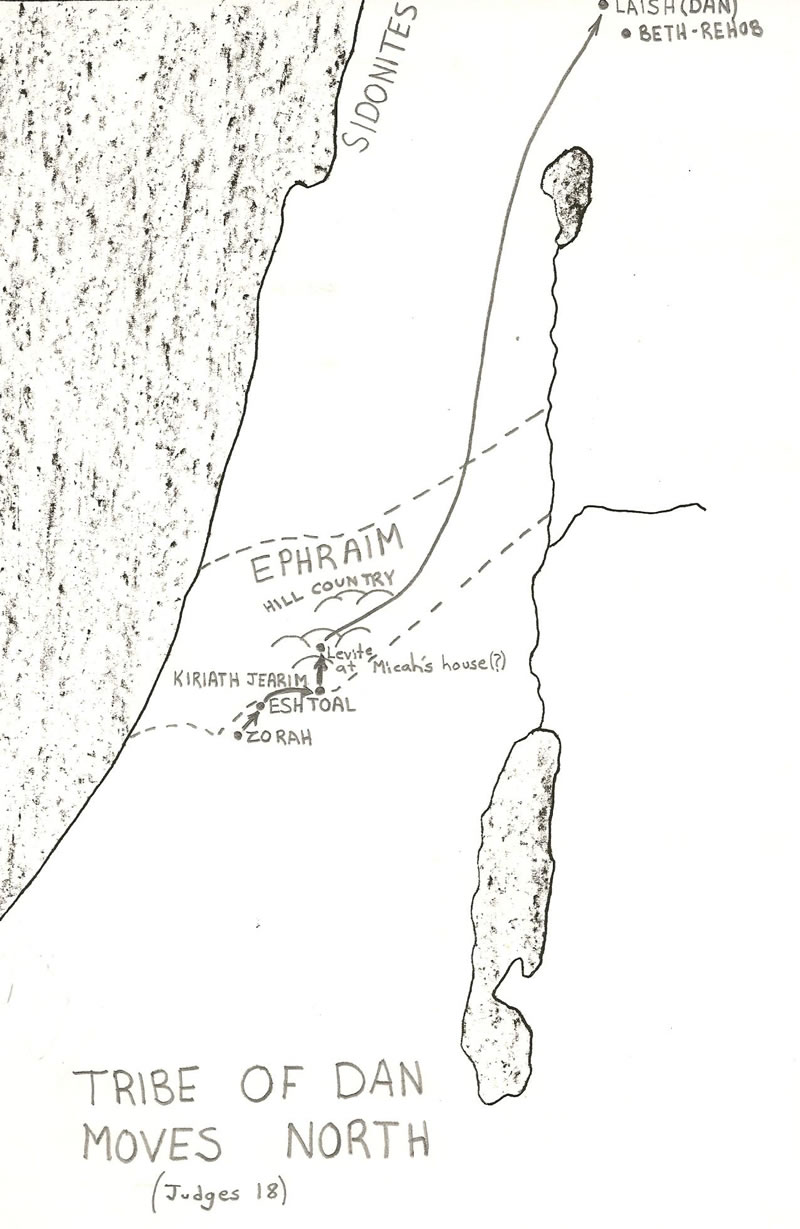 LAISH (DAN)
BETH-REHOB
SIDONITES
EPHRAIM
HILL COUNTRY
Levite
at Micah's house(?)
KIRIATH JEARIM
ESHTOAL
ZORAH
TRIBE OF DAN
MOVES NORTH
(Judges 18)